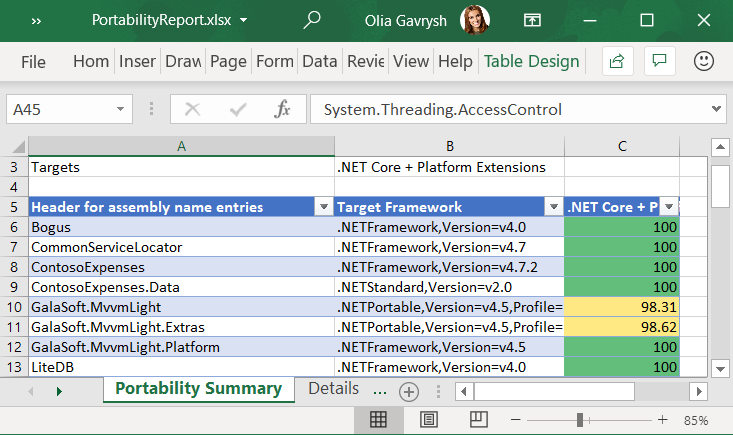 ›› PortabilityReport.xlsx Olia Gavrysh
File Hom Inser Draw Page Form Data Revie View Help Table Design
A45 fx System.Threading.AccessControl
A B C
3 Targets .NET Core + Platform Extensions
4
5 Header for assembly name entries Target Framework .NET Core + P
6 Bogus .NETFramework,Version=v4.0 100
7 CommonServiceLocator .NETFramework,Version=v4.7 100
8 ContosoExpenses .NETFramework,Version=v4.7.2 100
9 ContosoExpenses.Data .NETStandard,Version=v2.0 100
10 GalaSoft.MvvmLight .NETPortable,Version=v4.5,Profile= 98.31
11 GalaSoft.MvvmLight.Extras .NETPortable,Version=v4.5,Profile= 98.62
12 GalaSoft.MvvmLight.Platform .NETFramework,Version=v4.5 100
13 LiteDB .NETFramework,Version=v4.0 100
Portability Summary Details ...
85%